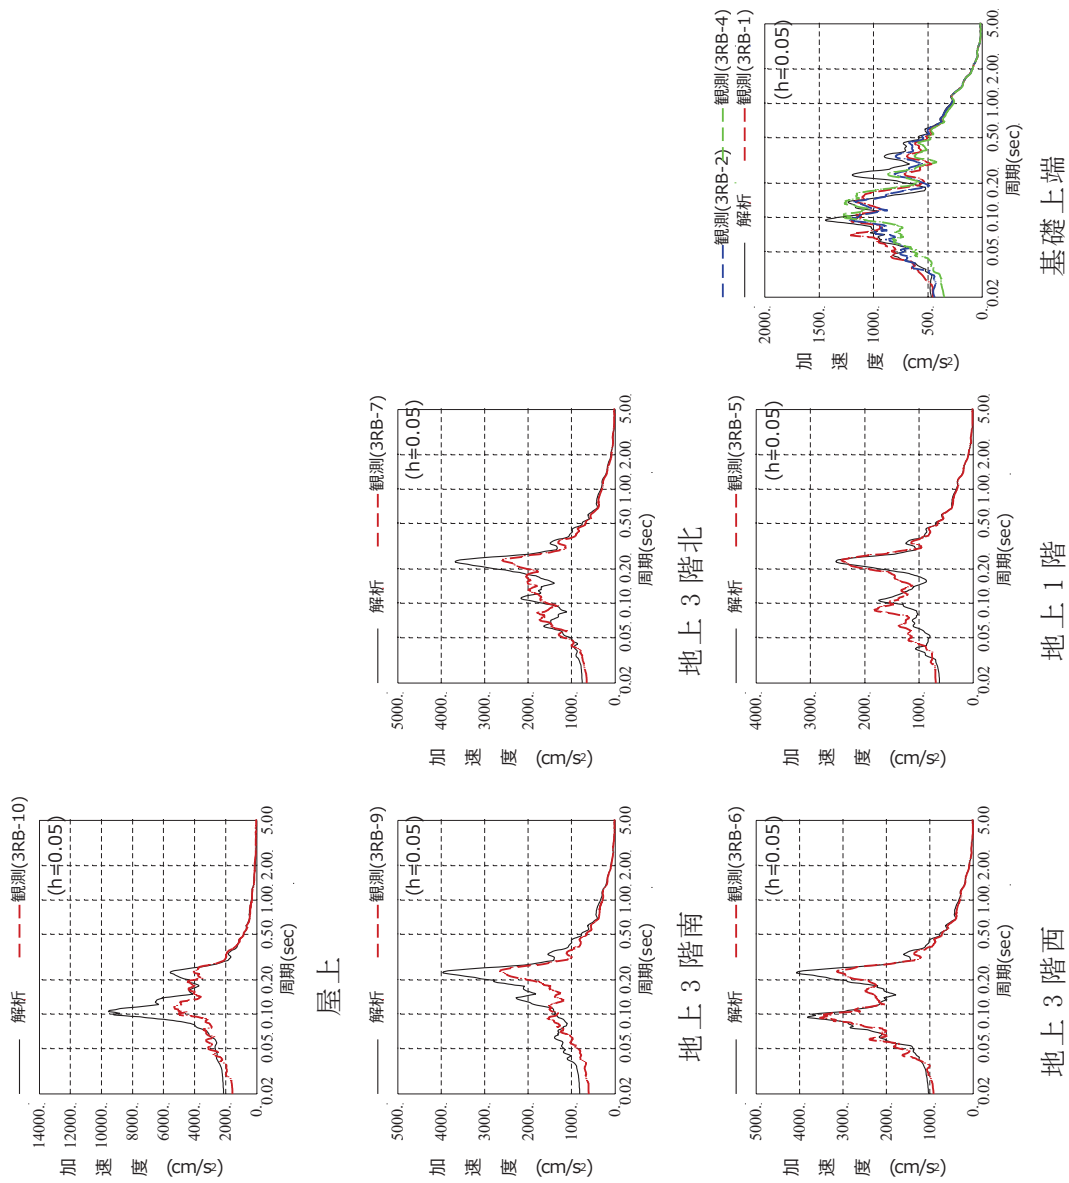 解析
観測(3RB-10)
(h=0.05)
14000.
12000.
10000.
8000.
6000.
4000.
2000.
0.
加速度 (cm/s²)
0.02
0.05
0.10
0.20
0.50
1.00
2.00
5.00
周期(sec)
屋上
解析
観測(3RB-9)
(h=0.05)
5000.
4000.
3000.
2000.
1000.
0.
加速度 (cm/s²)
0.02
0.05
0.10
0.20
0.50
1.00
2.00
5.00
周期(sec)
地上3階南
解析
観測(3RB-7)
(h=0.05)
5000.
4000.
3000.
2000.
1000.
0.
加速度 (cm/s²)
0.02
0.05
0.10
0.20
0.50
1.00
2.00
5.00
周期(sec)
地上3階北
解析
観測(3RB-6)
(h=0.05)
5000.
4000.
3000.
2000.
1000.
0.
加速度 (cm/s²)
0.02
0.05
0.10
0.20
0.50
1.00
2.00
5.00
周期(sec)
地上3階西
解析
観測(3RB-5)
(h=0.05)
4000.
3000.
2000.
1000.
0.
加速度 (cm/s²)
0.02
0.05
0.10
0.20
0.50
1.00
2.00
5.00
周期(sec)
地上1階
観測(3RB-2)
観測(3RB-4)
解析
観測(3RB-1)
(h=0.05)
2000.
1500.
1000.
500.
0.
加速度 (cm/s²)
0.02
0.05
0.10
0.20
0.50
1.00
2.00
5.00
周期(sec)
基礎上端